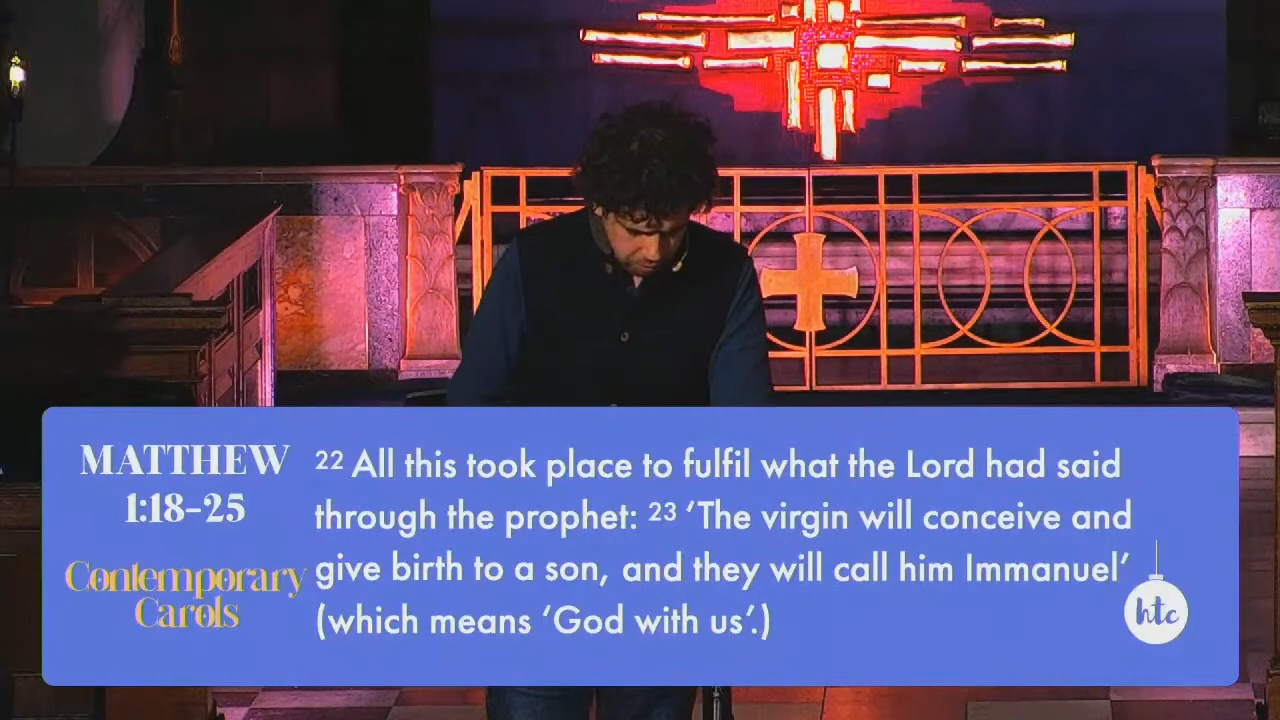 MATTHEW
1:18-25
Contemporary
Carols
22 All this took place to fulfil what the Lord had said
through the prophet: 23 ‘The virgin will conceive and
give birth to a son, and they will call him Immanuel’
(which means ‘God with us’.)
htc